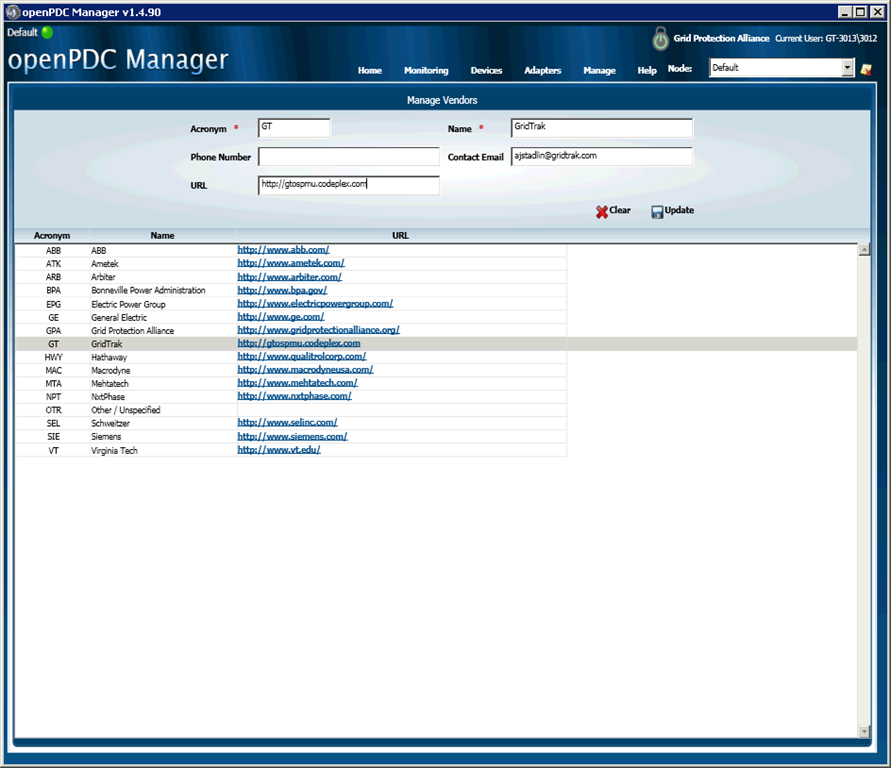 openPDC Manager v1.4.90
Default
Grid Protection Alliance Current User: GT-3013\3012
openPDC Manager
Home Monitoring Devices Adapters Manage Help Node: Default
Manage Vendors
Acronym * GT Name * GridTrak
Phone Number Contact Email ajstadlin@gridtrak.com
URL http://gtospmu.codeplex.com
Clear Update
Acronym Name URL
ABB ABB http://www.abb.com/
ATK Ametek http://www.ametek.com/
ARB Arbiter http://www.arbiter.com/
BPA Bonneville Power Administration http://www.bpa.gov/
EPG Electric Power Group http://www.electricpowergroup.com/
GE General Electric http://www.ge.com/
GPA Grid Protection Alliance http://www.gridprotectionalliance.org/
GT GridTrak http://gtospmu.codeplex.com
HWY Hathaway http://www.qualitrolcorp.com/
MAC Macrodyne http://www.macrodyneusa.com/
MTA Mehtatech http://www.mehtatech.com/
NPT NxtPhase http://www.nxtphase.com/
OTR Other / Unspecified
SEL Schweitzer http://www.selinc.com/
SIE Siemens http://www.siemens.com/
VT Virginia Tech http://www.vt.edu/